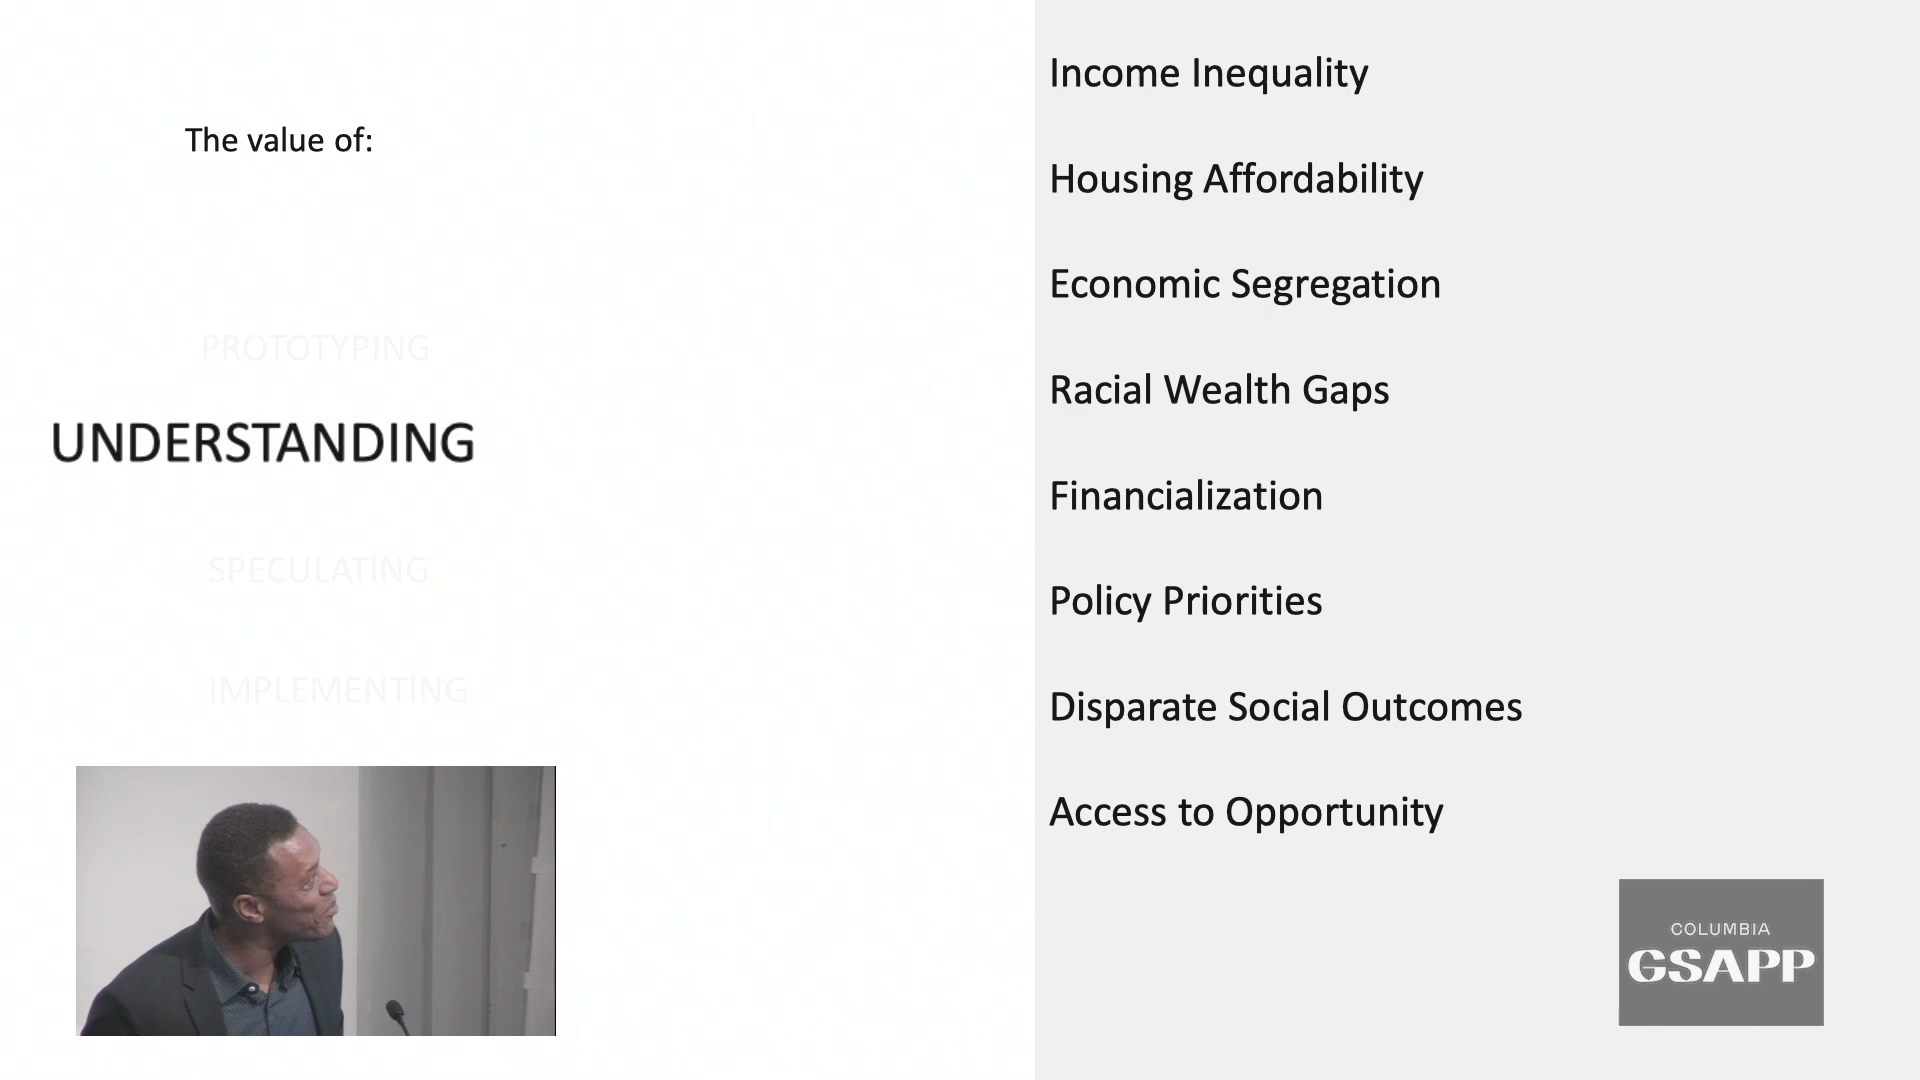 The value of:
PROTOTYPING
UNDERSTANDING
SPECULATING
IMPLEMENTING
Income Inequality
Housing Affordability
Economic Segregation
Racial Wealth Gaps
Financialization
Policy Priorities
Disparate Social Outcomes
Access to Opportunity
COLUMBIA
GSAPP